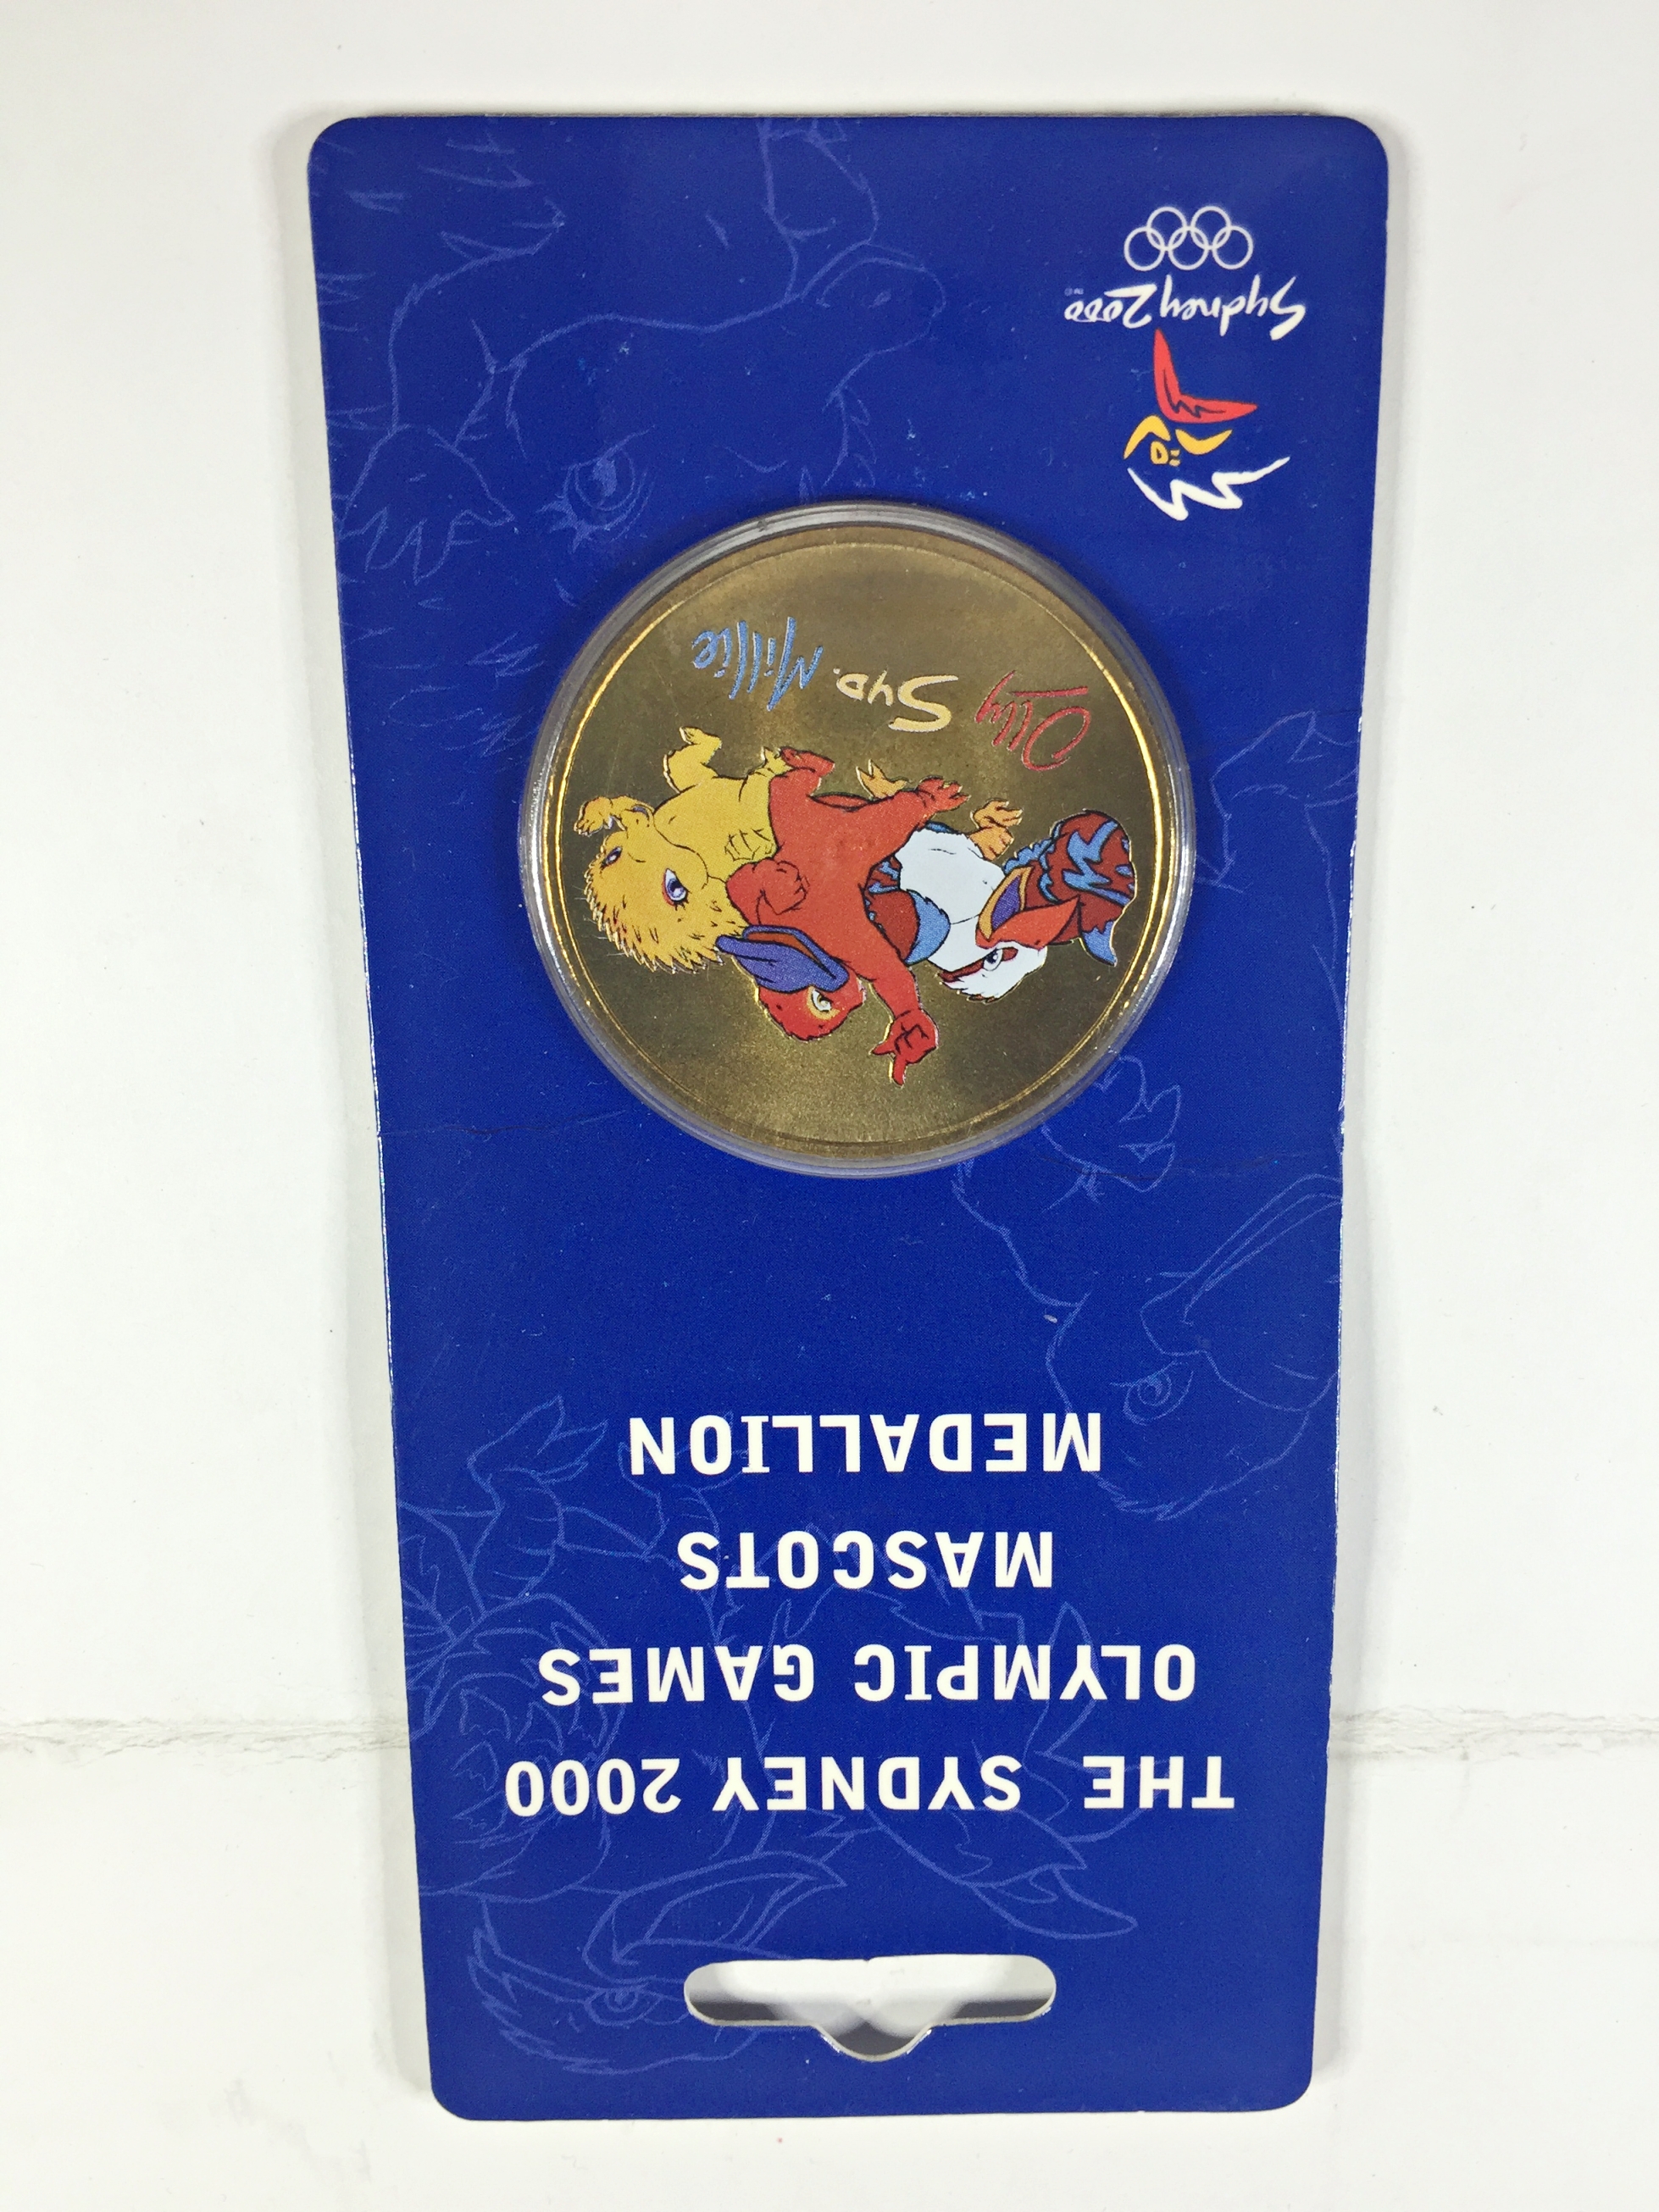 THE SYDNEY 2000
OLYMPIC GAMES
MASCOTS
MEDALLION
Olly Syd. Millie
Sydney 2000